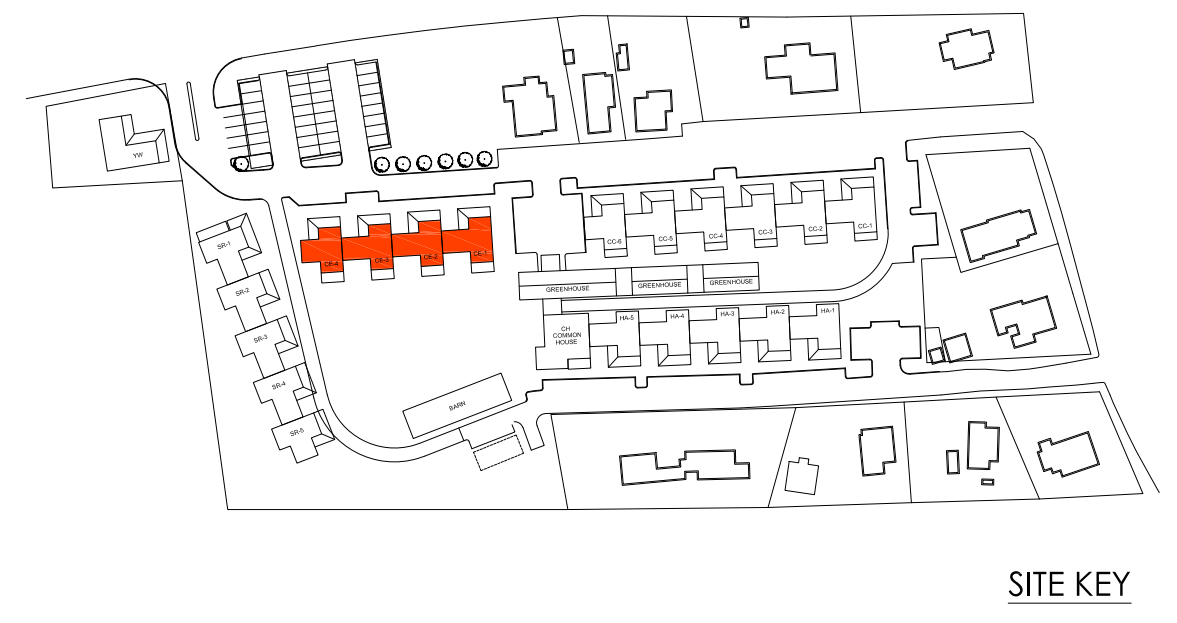 YW
SR-1
SR-2
SR-3
SR-4
SR-5
CE-4
CE-3
CE-2
CE-1
CC-6
CC-5
CC-4
CC-3
CC-2
CC-1
GREENHOUSE
GREENHOUSE
GREENHOUSE
CH
COMMON
HOUSE
HA-5
HA-4
HA-3
HA-2
HA-1
BARN
SITE KEY